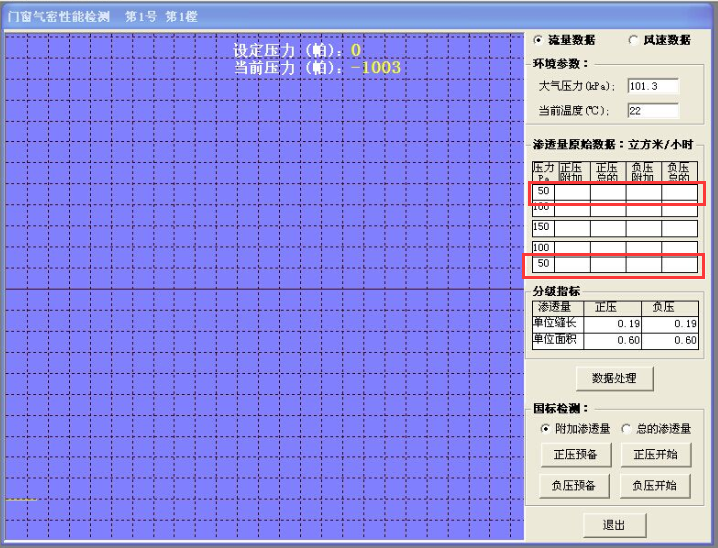 门窗气密性能检测 第1号 第1樘
设定压力（帕）：0
当前压力（帕）：-1003
流量数据 风速数据
环境参数：
大气压力(kPa)： 101.3
当前温度(℃)： 22
渗透量原始数据：立方米/小时
压力 正压 正压 负压 负压
Pa 附加 总的 附加 总的
50
100
150
100
50
分级指标
渗透量 正压 负压
单位缝长 0.19 0.19
单位面积 0.60 0.60
数据处理
国标检测：
附加渗透量 总的渗透量
正压预备 正压开始
负压预备 负压开始
退出